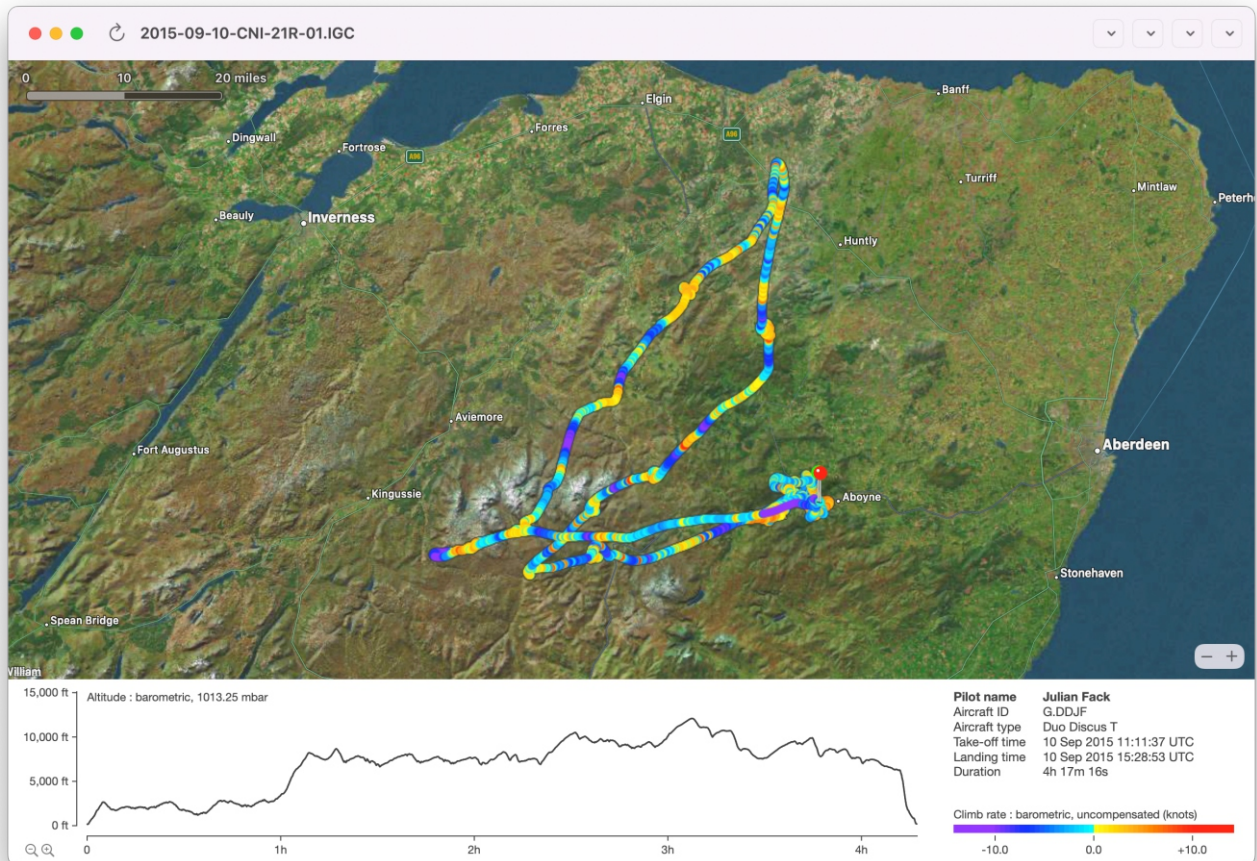 2015-09-10-CNI-21R-01.IGC
0 10 20 miles
Banff
Elgin
Forres
A96
Dingwall
Fortrose
A96
Turriff
Mintlaw
Peterh
Beauly
Inverness
Huntly
Aviemore
Aberdeen
Fort Augustus
Kingussie
Aboyne
Stonehaven
Spean Bridge
William
15,000 ft
10,000 ft
5,000 ft
0 ft
Altitude : barometric, 1013.25 mbar
0 1h 2h 3h 4h
Pilot name Julian Fack
Aircraft ID G.DDJF
Aircraft type Duo Discus T
Take-off time 10 Sep 2015 11:11:37 UTC
Landing time 10 Sep 2015 15:28:53 UTC
Duration 4h 17m 16s
Climb rate : barometric, uncompensated (knots)
-10.0 0.0 +10.0